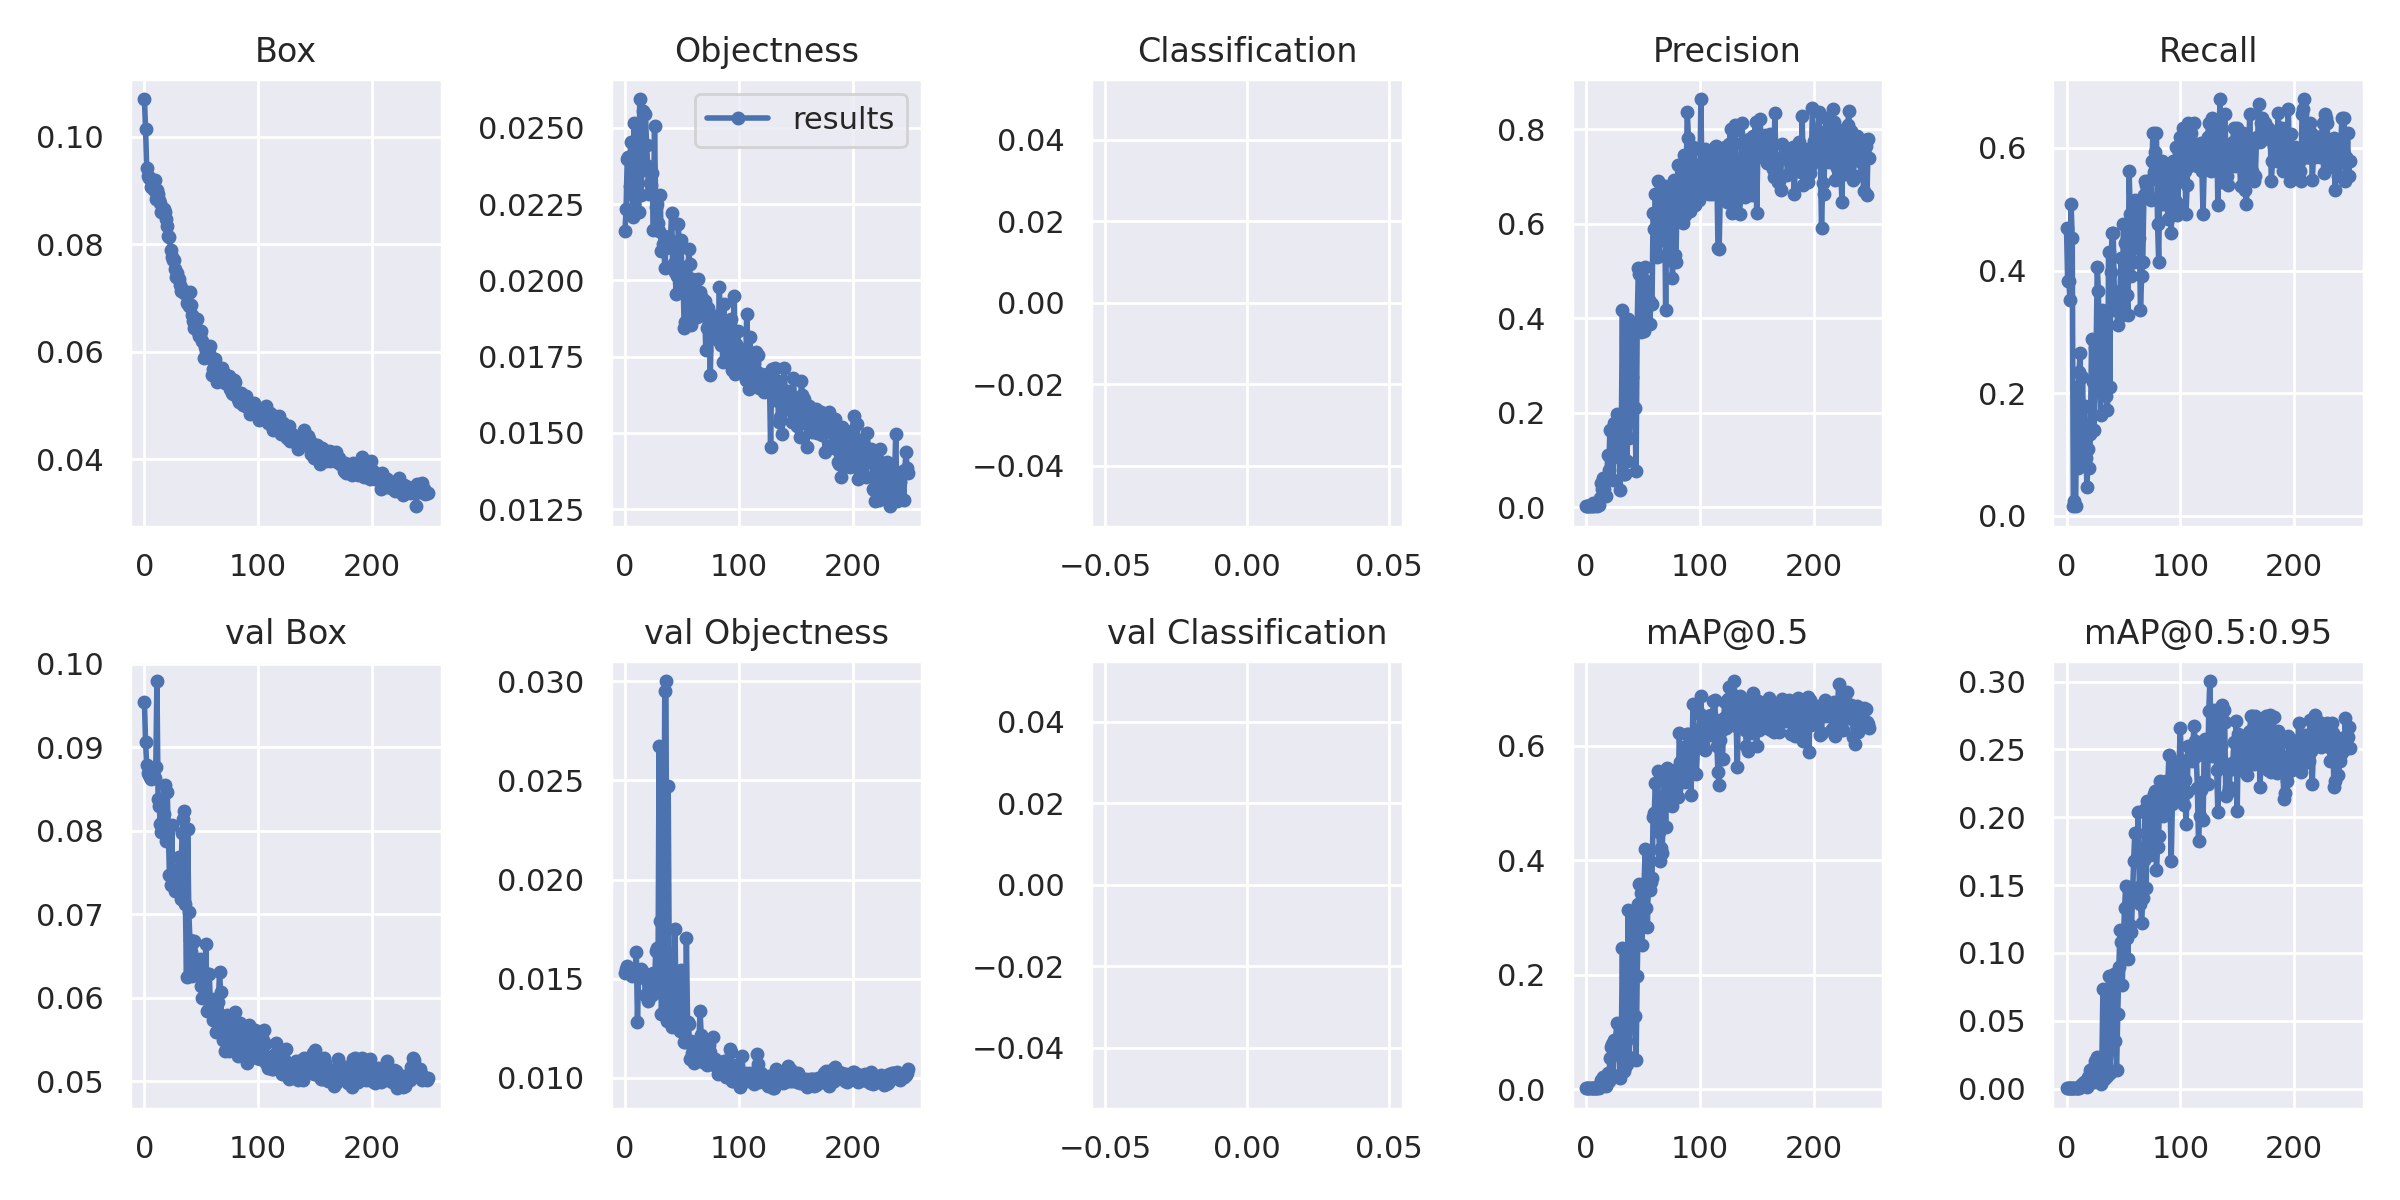 Box
Objectness
Classification
Precision
Recall
results
0.10
0.08
0.06
0.04
0 100 200
0.0250
0.0225
0.0200
0.0175
0.0150
0.0125
0 100 200
0.04
0.02
0.00
−0.02
−0.04
−0.05 0.00 0.05
0.8
0.6
0.4
0.2
0.0
0 100 200
0.6
0.4
0.2
0.0
0 100 200
val Box
val Objectness
val Classification
mAP@0.5
mAP@0.5:0.95
0.10
0.09
0.08
0.07
0.06
0.05
0 100 200
0.030
0.025
0.020
0.015
0.010
0 100 200
0.04
0.02
0.00
−0.02
−0.04
−0.05 0.00 0.05
0.6
0.4
0.2
0.0
0 100 200
0.30
0.25
0.20
0.15
0.10
0.05
0.00
0 100 200